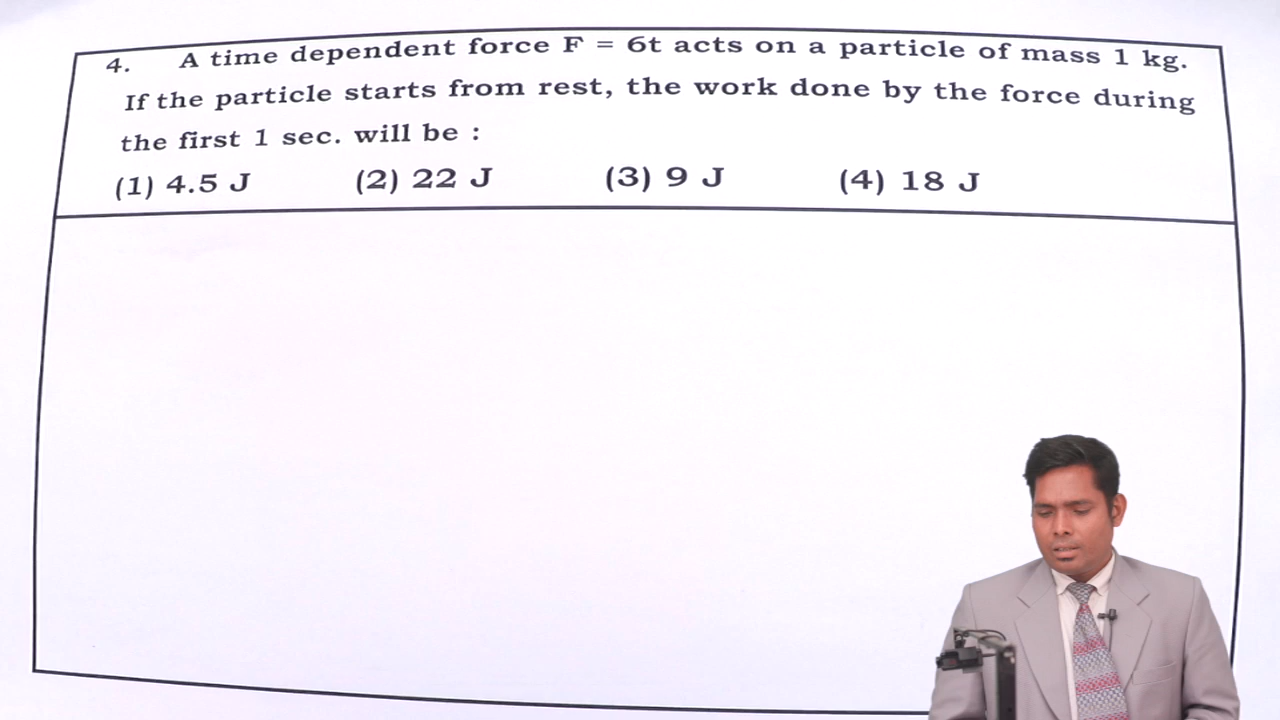 4. A time dependent force F = 6t acts on a particle of mass 1 kg.
If the particle starts from rest, the work done by the force during
the first 1 sec. will be :
(1) 4.5 J (2) 22 J (3) 9 J (4) 18 J